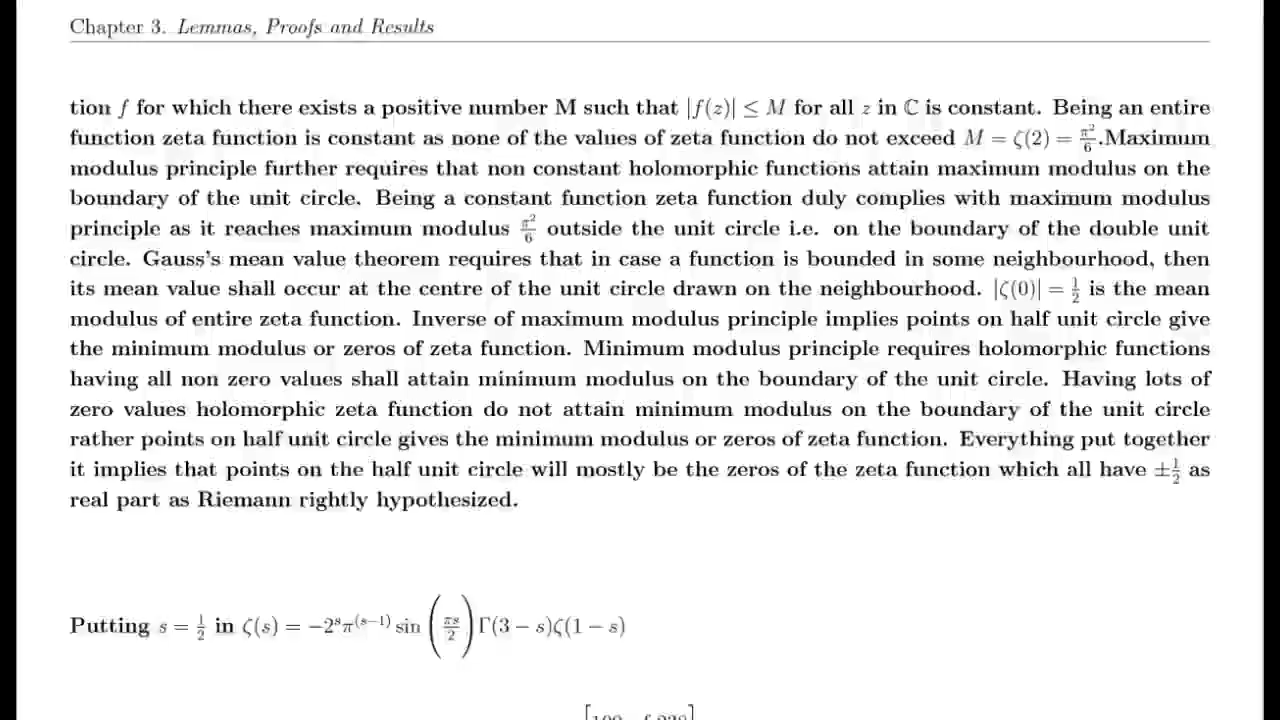 Chapter 3. Lemmas, Proofs and Results
tion f for which there exists a positive number M such that |f(z)| ≤ M for all z in ℂ is constant. Being an entire
function zeta function is constant as none of the values of zeta function do not exceed M = ζ(2) = π²/6.Maximum
modulus principle further requires that non constant holomorphic functions attain maximum modulus on the
boundary of the unit circle. Being a constant function zeta function duly complies with maximum modulus
principle as it reaches maximum modulus π²/6 outside the unit circle i.e. on the boundary of the double unit
circle. Gauss's mean value theorem requires that in case a function is bounded in some neighbourhood, then
its mean value shall occur at the centre of the unit circle drawn on the neighbourhood. |ζ(0)| = 1/2 is the mean
modulus of entire zeta function. Inverse of maximum modulus principle implies points on half unit circle give
the minimum modulus or zeros of zeta function. Minimum modulus principle requires holomorphic functions
having all non zero values shall attain minimum modulus on the boundary of the unit circle. Having lots of
zero values holomorphic zeta function do not attain minimum modulus on the boundary of the unit circle
rather points on half unit circle gives the minimum modulus or zeros of zeta function. Everything put together
it implies that points on the half unit circle will mostly be the zeros of the zeta function which all have ±1/2 as
real part as Riemann rightly hypothesized.
Putting s = 1/2 in ζ(s) = −2^s π^(s−1) sin(πs/2) Γ(3 − s)ζ(1 − s)